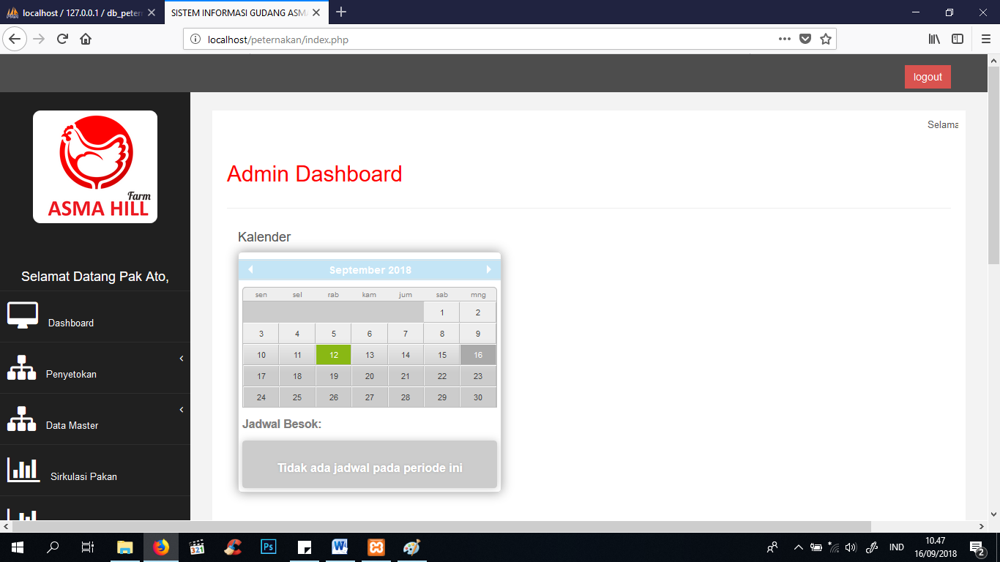 localhost / 127.0.0.1 / db_petern
SISTEM INFORMASI GUDANG ASMA
localhost/peternakan/index.php
logout
Farm
ASMA HILL
Selamat Datang Pak Ato,
Dashboard
Penyetokan
Data Master
Sirkulasi Pakan
Selama
Admin Dashboard
Kalender
September 2018
sen sel rab kam jum sab mng
1 2
3 4 5 6 7 8 9
10 11 12 13 14 15 16
17 18 19 20 21 22 23
24 25 26 27 28 29 30
Jadwal Besok:
Tidak ada jadwal pada periode ini
321
Ps
W
IND
10.47
16/09/2018
2